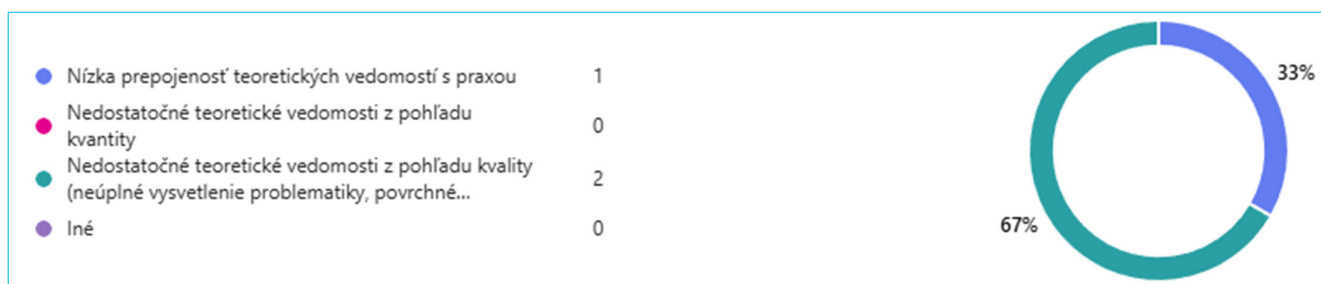 Nízka prepojenosť teoretických vedomostí s praxou 1
Nedostatočné teoretické vedomosti z pohľadu
kvantity
0
Nedostatočné teoretické vedomosti z pohľadu kvality
(neúplné vysvetlenie problematiky, povrchné...
2
Iné 0
33%
67%